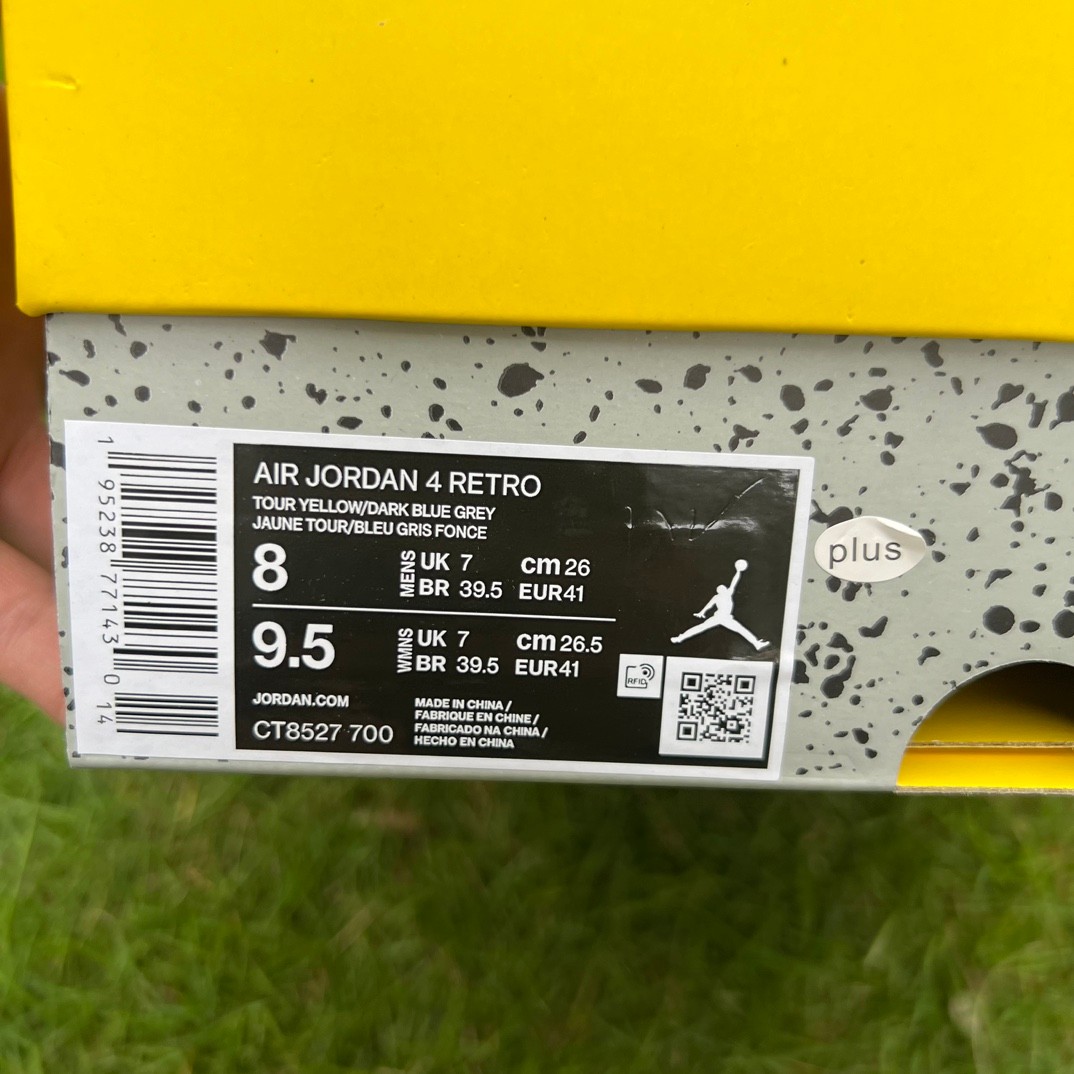 1 95238 77143 0 14
AIR JORDAN 4 RETRO
TOUR YELLOW/DARK BLUE GREY
JAUNE TOUR/BLEU GRIS FONCE
8 MENS UK 7 cm 26
BR 39.5 EUR41
9.5 WMNS UK 7 cm 26.5
BR 39.5 EUR41
JORDAN.COM
CT8527 700
MADE IN CHINA /
FABRIQUE EN CHINE /
FABRICADO NA CHINA /
HECHO EN CHINA
RFID
plus